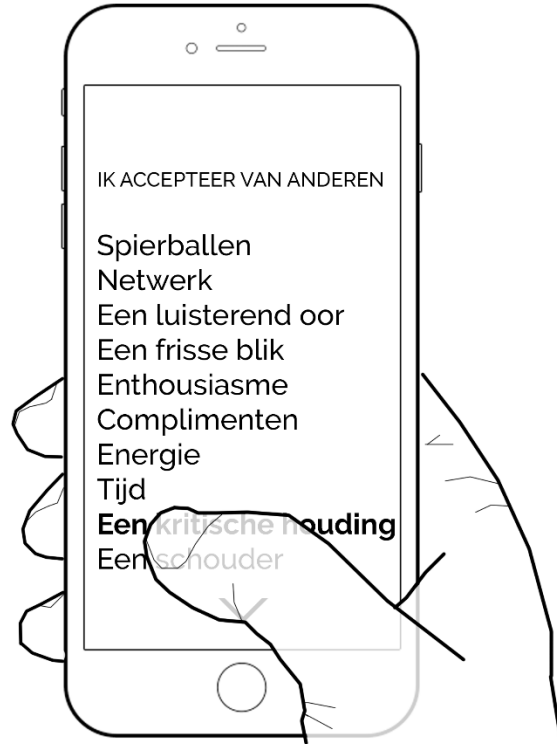 IK ACCEPTEER VAN ANDEREN
Spierballen
Netwerk
Een luisterend oor
Een frisse blik
Enthousiasme
Complimenten
Energie
Tijd
Een kritische houding
Een schouder